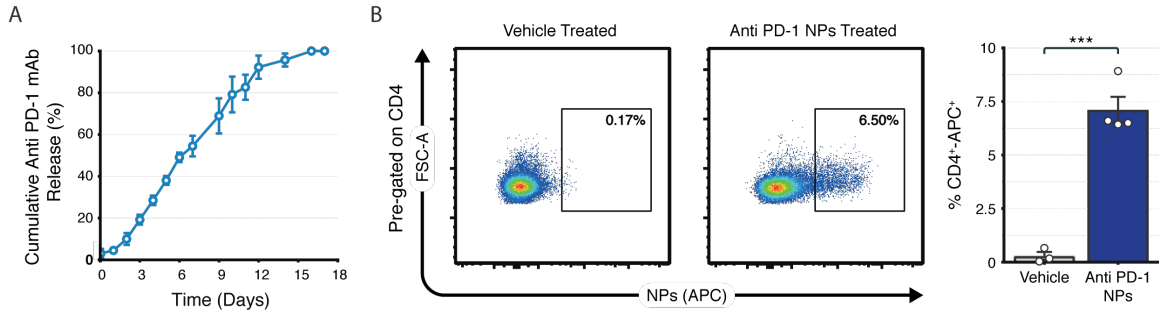 A
Cumulative Anti PD-1 mAb
Release (%)
100
80
60
40
20
0
0
3
6
9
12
15
18
Time (Days)
B
Pre-gated on CD4
FSC-A
Vehicle Treated
0.17%
Anti PD-1 NPs Treated
6.50%
NPs (APC)
% CD4⁺-APC⁺
10
7.5
5
2.5
0
***
Vehicle
Anti PD-1
NPs